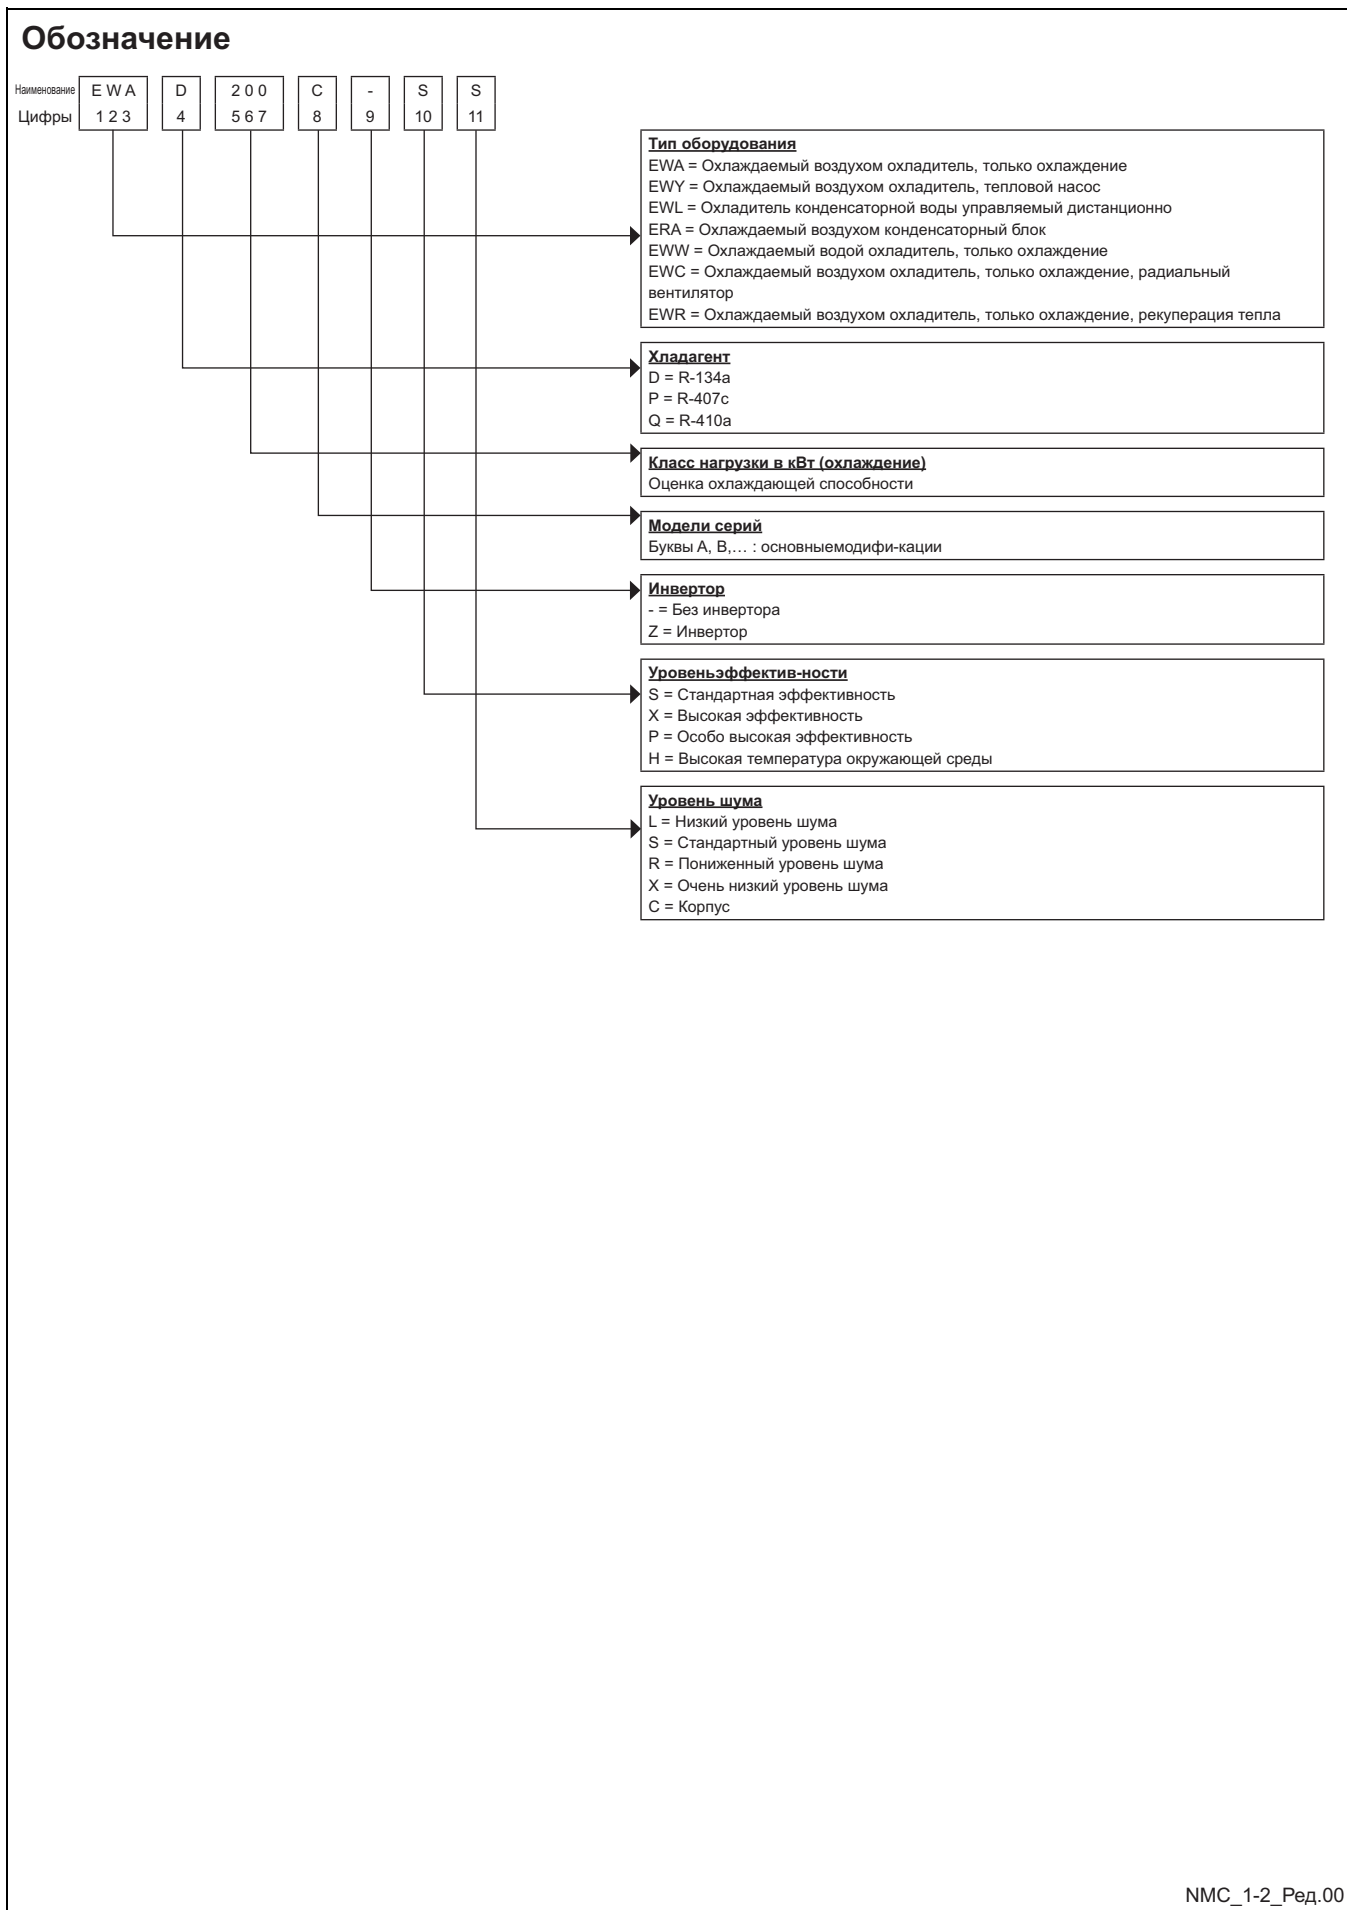 Обозначение
Наименование E W A D 2 0 0 C - S S
Цифры 1 2 3 4 5 6 7 8 9 10 11
Тип оборудования
EWA = Охлаждаемый воздухом охладитель, только охлаждение
EWY = Охлаждаемый воздухом охладитель, тепловой насос
EWL = Охладитель конденсаторной воды управляемый дистанционно
ERA = Охлаждаемый воздухом конденсаторный блок
EWW = Охлаждаемый водой охладитель, только охлаждение
EWC = Охлаждаемый воздухом охладитель, только охлаждение, радиальный
вентилятор
EWR = Охлаждаемый воздухом охладитель, только охлаждение, рекуперация тепла
Хладагент
D = R-134a
P = R-407c
Q = R-410a
Класс нагрузки в кВт (охлаждение)
Оценка охлаждающей способности
Модели серий
Буквы A, B,… : основныемодифи-кации
Инвертор
- = Без инвертора
Z = Инвертор
Уровеньэффектив-ности
S = Стандартная эффективность
X = Высокая эффективность
P = Особо высокая эффективность
H = Высокая температура окружающей среды
Уровень шума
L = Низкий уровень шума
S = Стандартный уровень шума
R = Пониженный уровень шума
X = Очень низкий уровень шума
C = Корпус
NMC_1-2_Ред.00